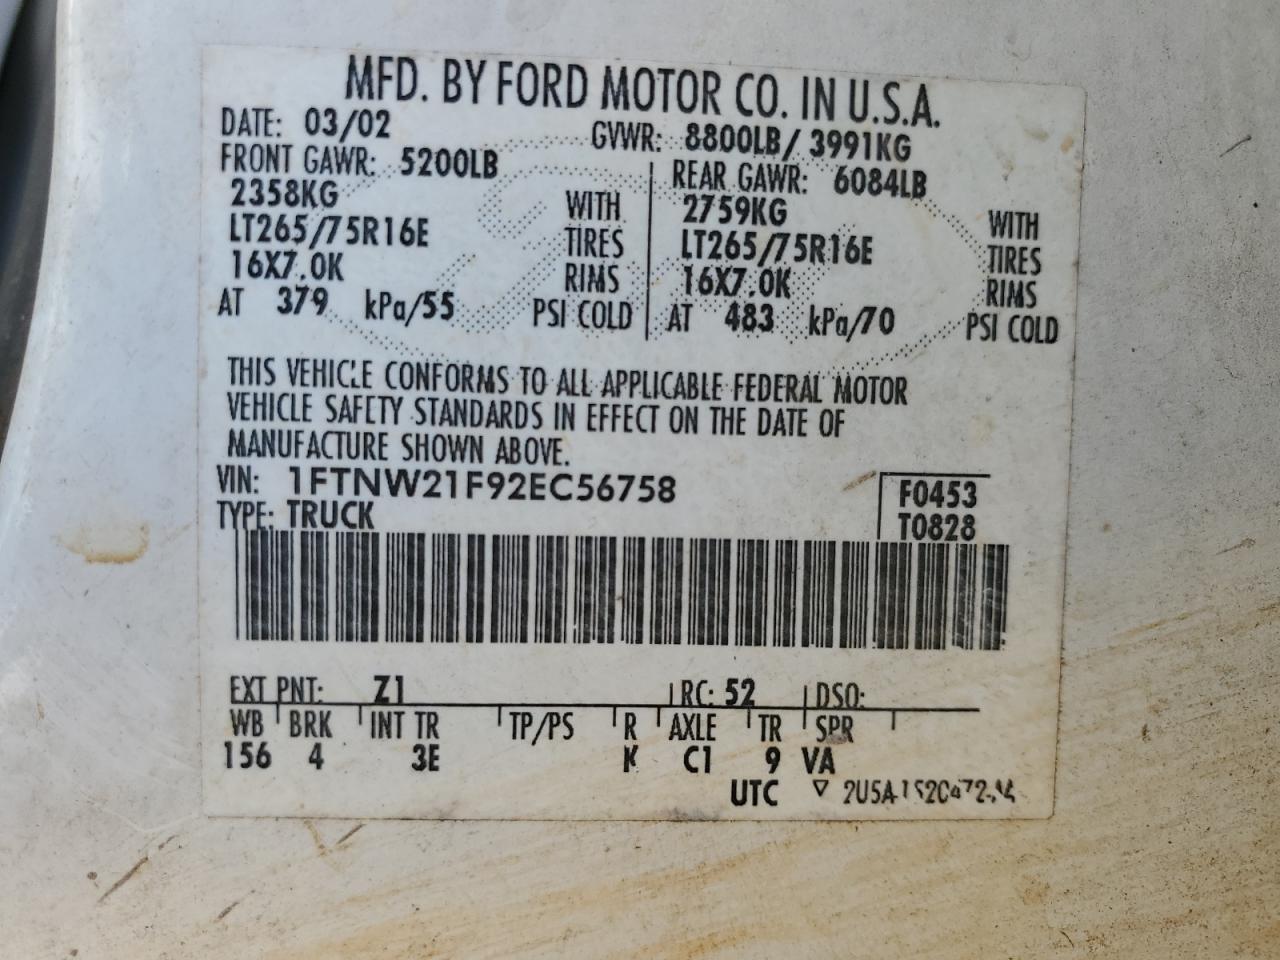 MFD. BY FORD MOTOR CO. IN U.S.A.
DATE: 03/02 GVWR: 8800LB/ 3991KG
FRONT GAWR: 5200LB REAR GAWR: 6084LB
2358KG WITH 2759KG WITH
LT265/75R16E TIRES LT265/75R16E TIRES
16X7.0K RIMS 16X7.0K RIMS
AT 379 kPa/55 PSI COLD AT 483 kPa/70 PSI COLD
THIS VEHICLE CONFORMS TO ALL APPLICABLE FEDERAL MOTOR
VEHICLE SAFETY STANDARDS IN EFFECT ON THE DATE OF
MANUFACTURE SHOWN ABOVE.
VIN: 1FTNW21F92EC56758 F0453
TYPE: TRUCK T0828
EXT PNT: Z1 RC: 52 DSO:
WB BRK INT TR TP/PS R AXLE TR SPR
156 4 3E K C1 9 VA
UTC ▽